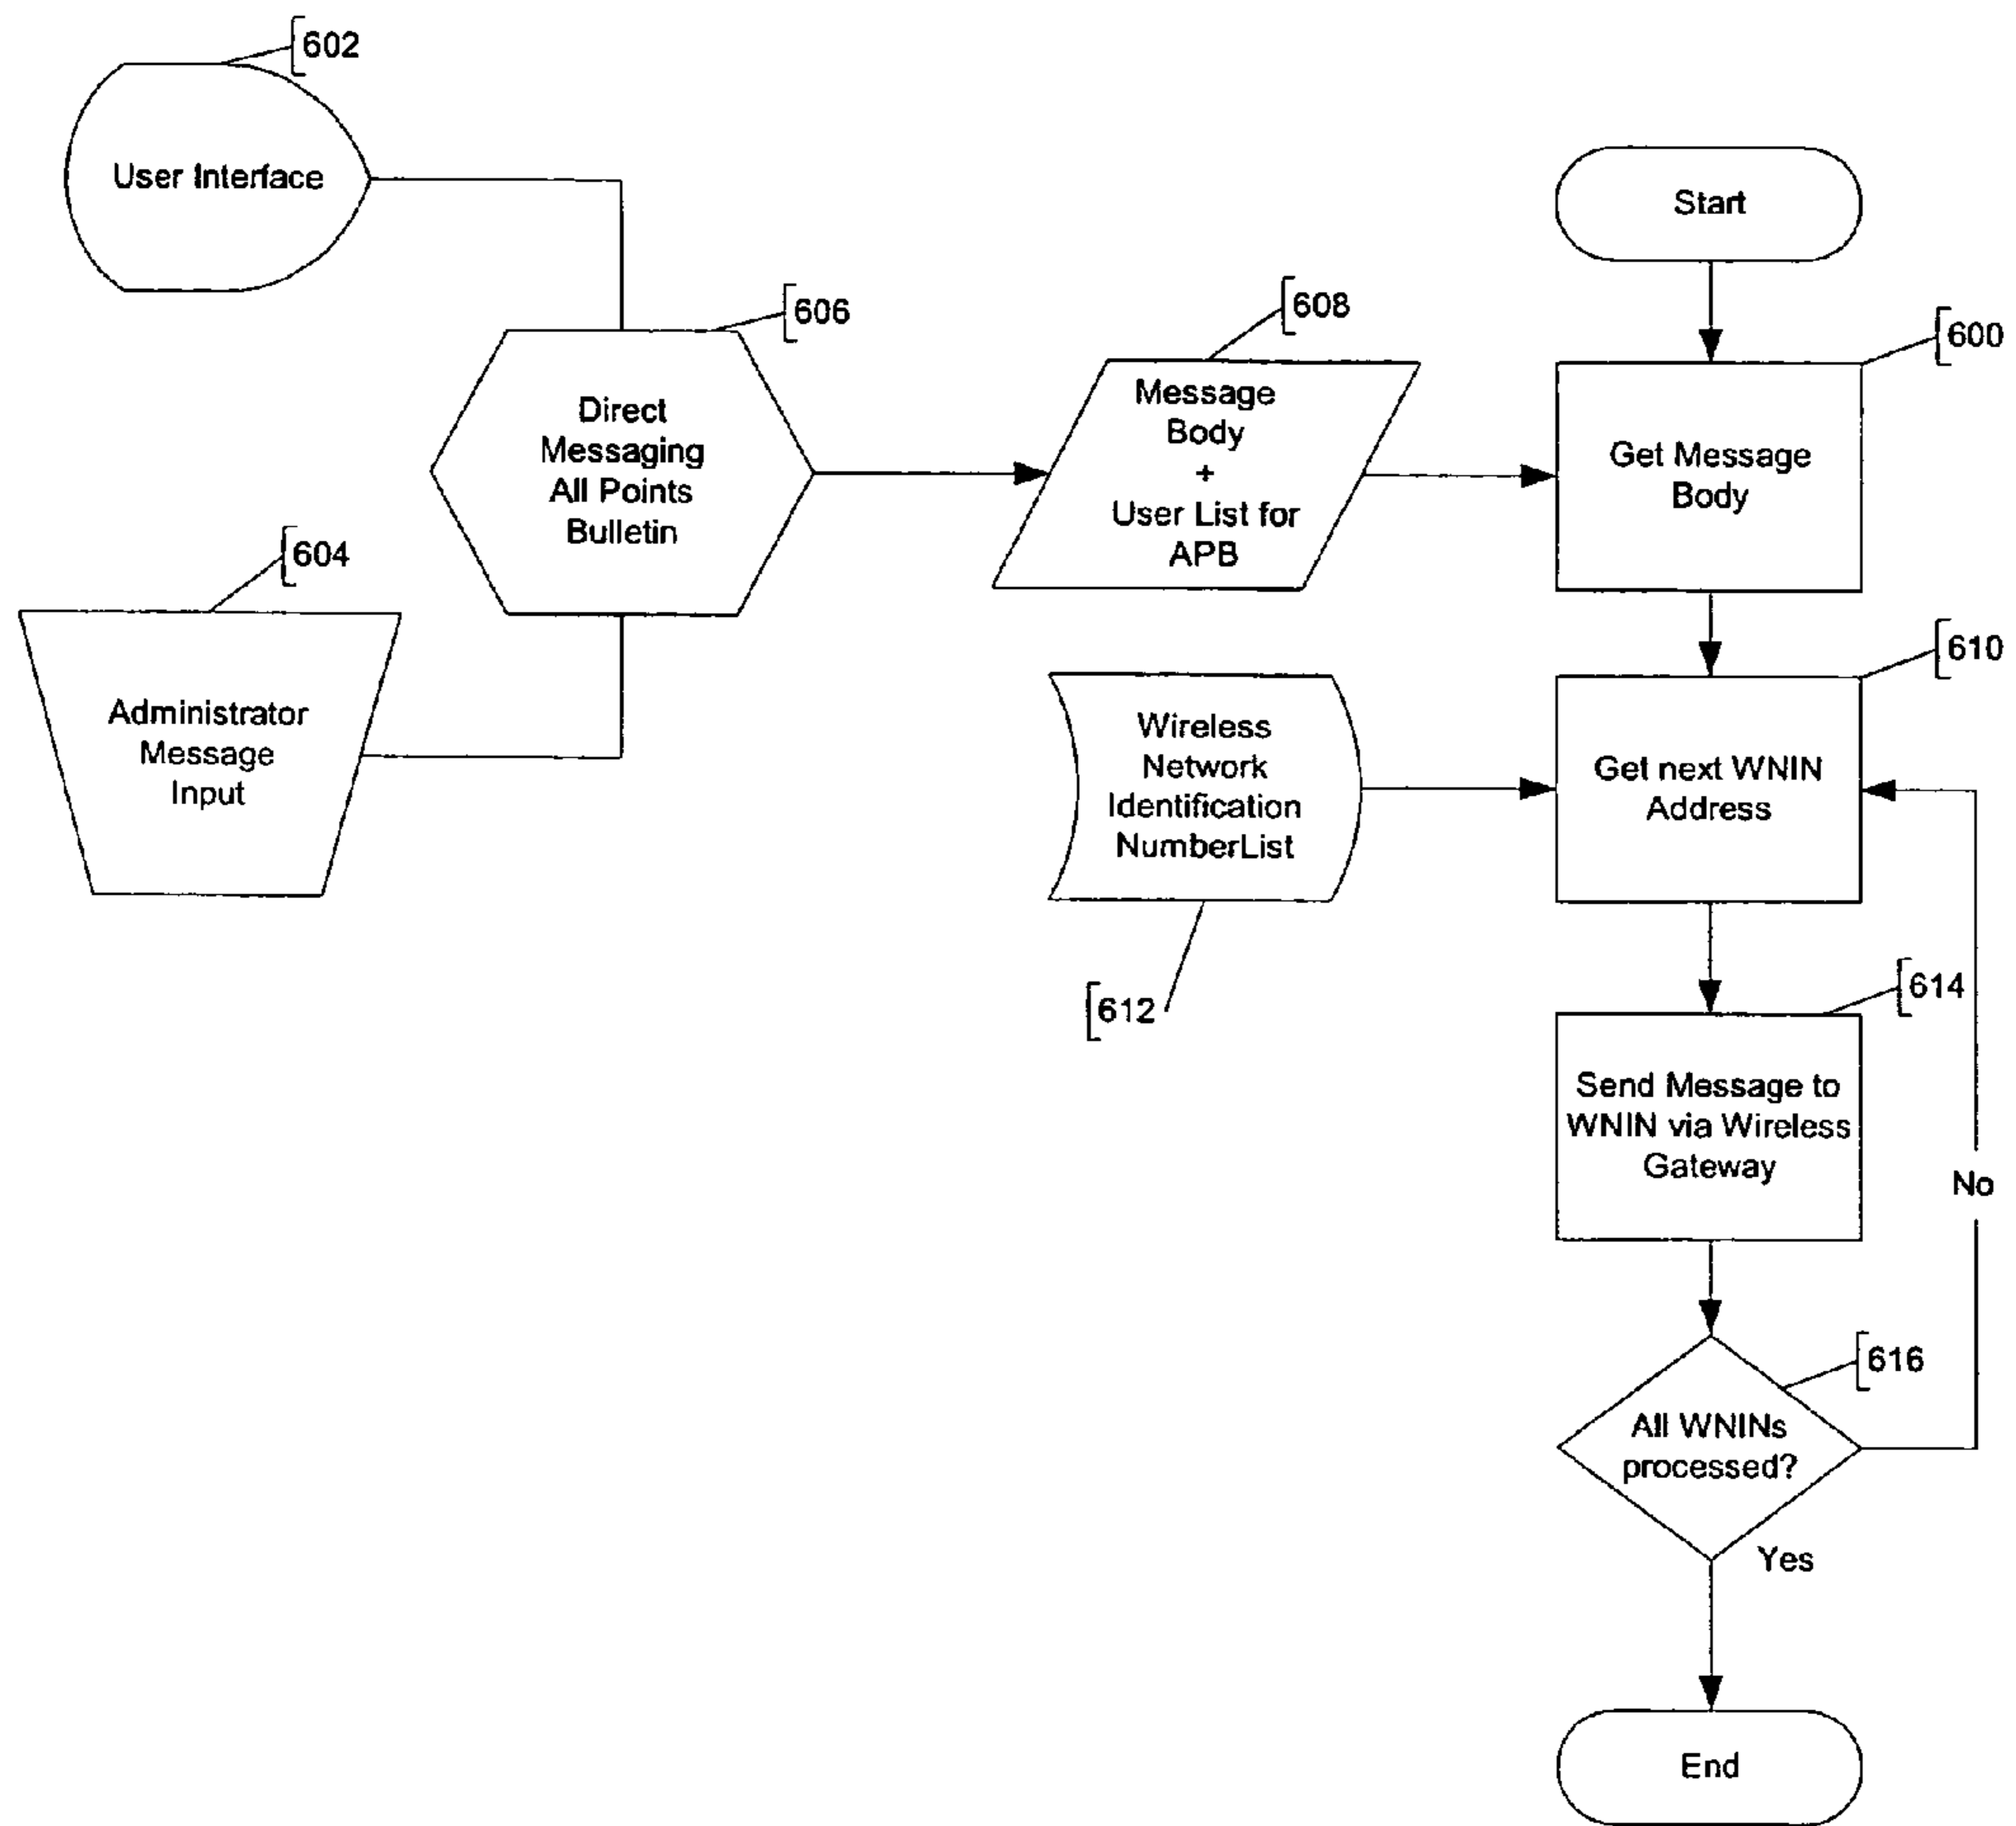 602
User Interface
Start
606
608
600
Direct
Messaging
All Points
Bulletin
Message
Body
+
User List for
APB
Get Message
Body
604
Administrator
Message
Input
610
Wireless
Network
Identification
NumberList
Get next WNIN
Address
612
614
Send Message to
WNIN via Wireless
Gateway
No
616
All WNINs
processed?
Yes
End